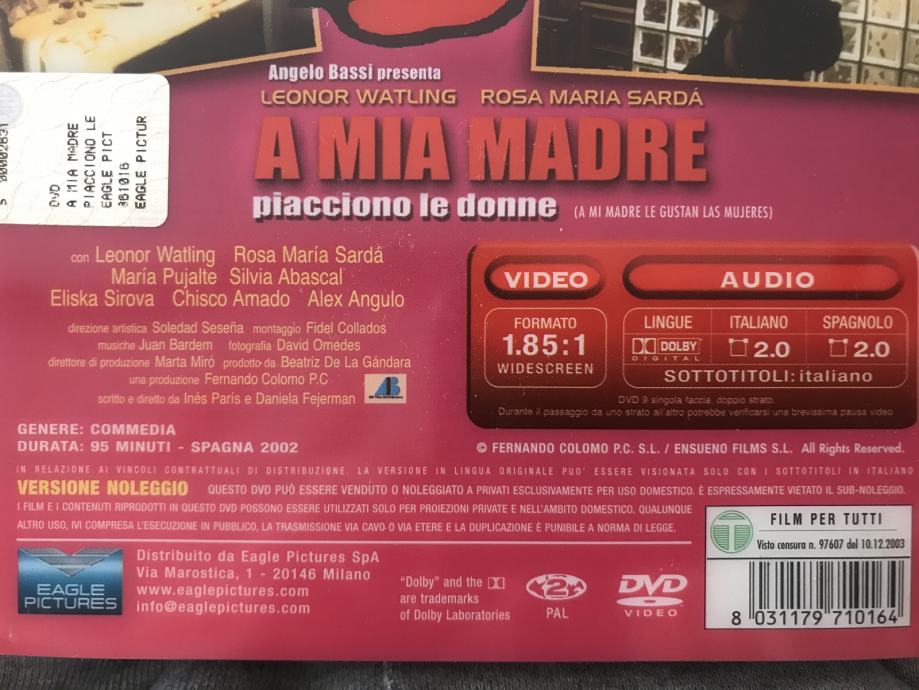 Angelo Bassi presenta
LEONOR WATLING ROSA MARIA SARDÁ
A MIA MADRE
piacciono le donne (A MI MADRE LE GUSTAN LAS MUJERES)
DVD
A MIA MADRE
PIACCIONO LE
EAGLE PICT
361016
EAGLE PICTUR
con Leonor Watling Rosa María Sardá
María Pujalte Silvia Abascal
Eliska Sirova Chisco Amado Alex Angulo
direzione artistica Soledad Seseña montaggio Fidel Collados
musiche Juan Bardem fotografia David Omédes
direttore di produzione Marta Miró prodotto da Beatriz De La Gándara
una produzione Fernando Colomo P.C
scritto e diretto da Inés París e Daniela Fejerman
VIDEO
FORMATO
1.85:1
WIDESCREEN
AUDIO
LINGUE ITALIANO SPAGNOLO
DOLBY DIGITAL 2.0 2.0
SOTTOTITOLI: italiano
DVD 9 singola faccia, doppio strato.
Durante il passaggio da uno strato all'altro potrebbe verificarsi una brevissima pausa video
GENERE: COMMEDIA
DURATA: 95 MINUTI - SPAGNA 2002
© FERNANDO COLOMO P.C. S.L. / ENSUENO FILMS S.L. All Rights Reserved.
IN RELAZIONE AI VINCOLI CONTRATTUALI DI DISTRIBUZIONE, LA VERSIONE IN LINGUA ORIGINALE PUO' ESSERE VISIONATA SOLO CON I SOTTOTITOLI IN ITALIANO
VERSIONE NOLEGGIO QUESTO DVD PUÒ ESSERE VENDUTO O NOLEGGIATO A PRIVATI ESCLUSIVAMENTE PER USO DOMESTICO. È ESPRESSAMENTE VIETATO IL SUB-NOLEGGIO.
I FILM E I CONTENUTI RIPRODOTTI IN QUESTO DVD POSSONO ESSERE UTILIZZATI SOLO PER PROIEZIONI PRIVATE E NELL'AMBITO DOMESTICO. QUALUNQUE
ALTRO USO, IVI COMPRESA L'ESECUZIONE IN PUBBLICO, LA TRASMISSIONE VIA CAVO O VIA ETERE E LA DUPLICAZIONE È PUNIBILE A NORMA DI LEGGE.
EAGLE
PICTURES
Distribuito da Eagle Pictures SpA
Via Marostica, 1 - 20146 Milano
www.eaglepictures.com
info@eaglepictures.com
"Dolby" and the
are trademarks
of Dolby Laboratories
2
PAL
DVD
VIDEO
T
FILM PER TUTTI
Visto censura n. 97607 del 10.12.2003
8 031179 710164